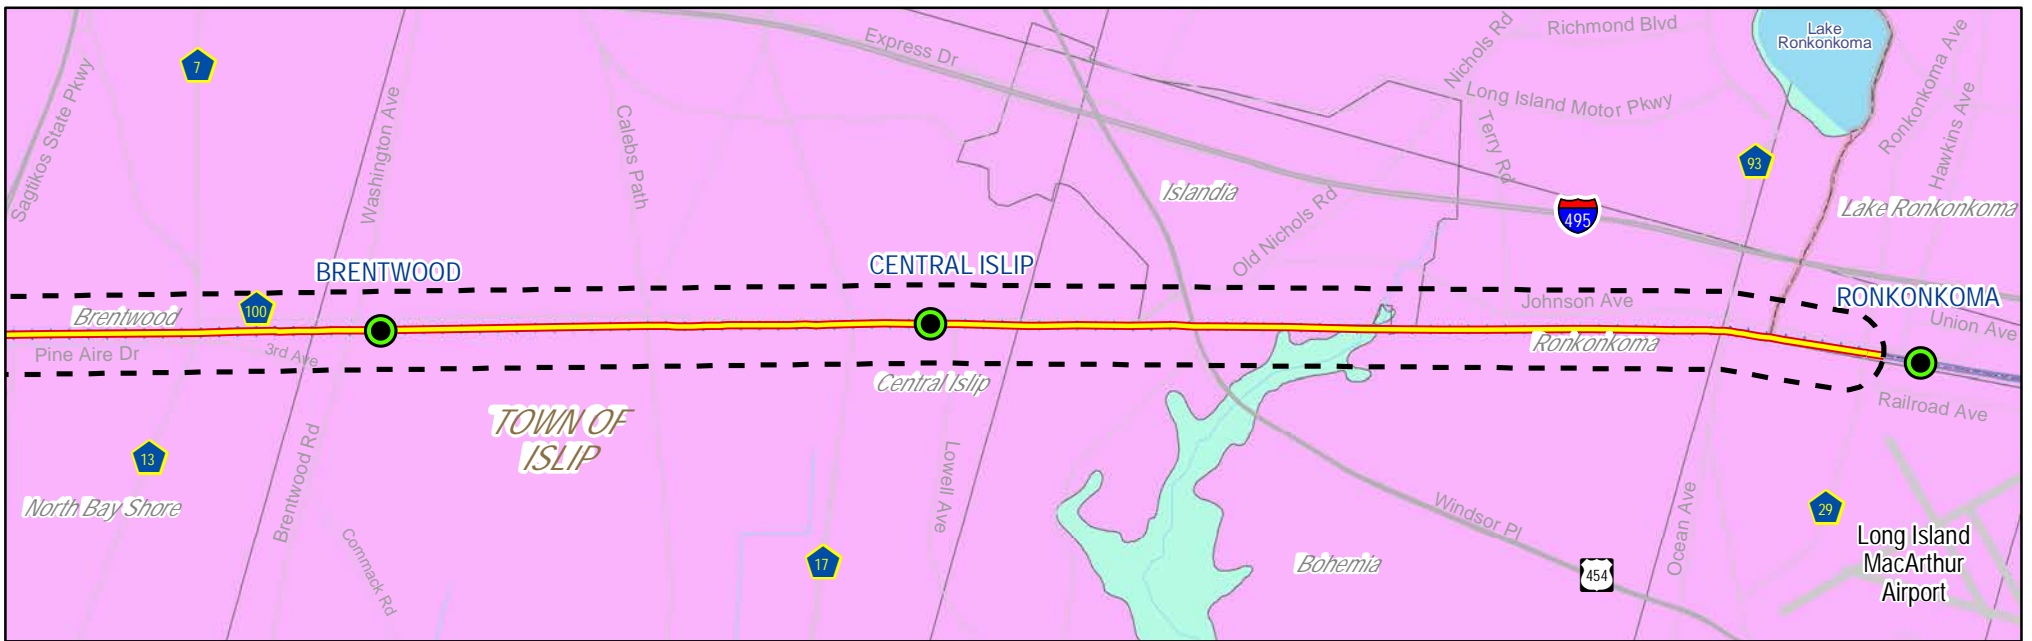 Lake
Ronkonkoma
Richmond Blvd
Nichols Rd
Express Dr
Ronkonkoma Ave
7
Sagtikos State Pkwy
Washington Ave
Calebs Path
Long Island Motor Pkwy
Hawkins Ave
Terry Rd
93
Islandia
Lake Ronkonkoma
495
Old Nichols Rd
BRENTWOOD
CENTRAL ISLIP
RONKONKOMA
Johnson Ave
100
Brentwood
Union Ave
Pine Aire Dr
3rd Ave
Ronkonkoma
Central Islip
Railroad Ave
TOWN OF
ISLIP
13
Brentwood Rd
Lowell Ave
North Bay Shore
Windsor Pl
Ocean Ave
29
Long Island
MacArthur
Airport
Commack Rd
17
Bohemia
454